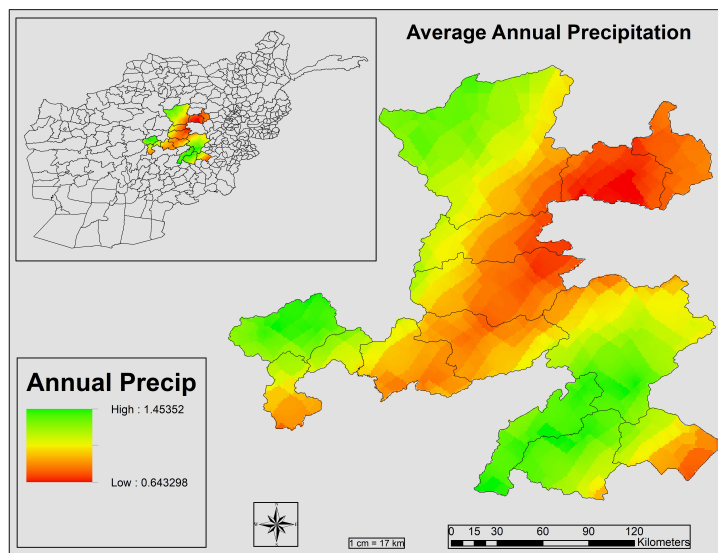 Average Annual Precipitation
Annual Precip
High : 1.45352
Low : 0.643298
N
W
E
S
1 cm = 17 km
0 15 30 60 90 120
Kilometers